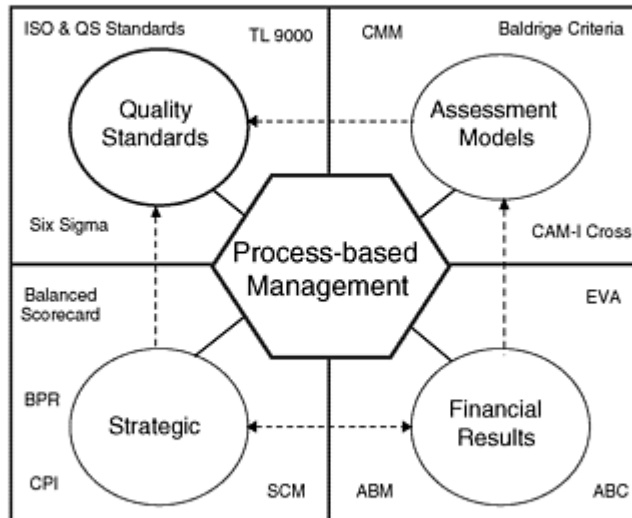 ISO & QS Standards
TL 9000
CMM
Baldrige Criteria
Quality
Standards
Assessment
Models
Six Sigma
CAM-I Cross
Process-based
Management
Balanced
Scorecard
EVA
BPR
Strategic
Financial
Results
CPI
SCM
ABM
ABC